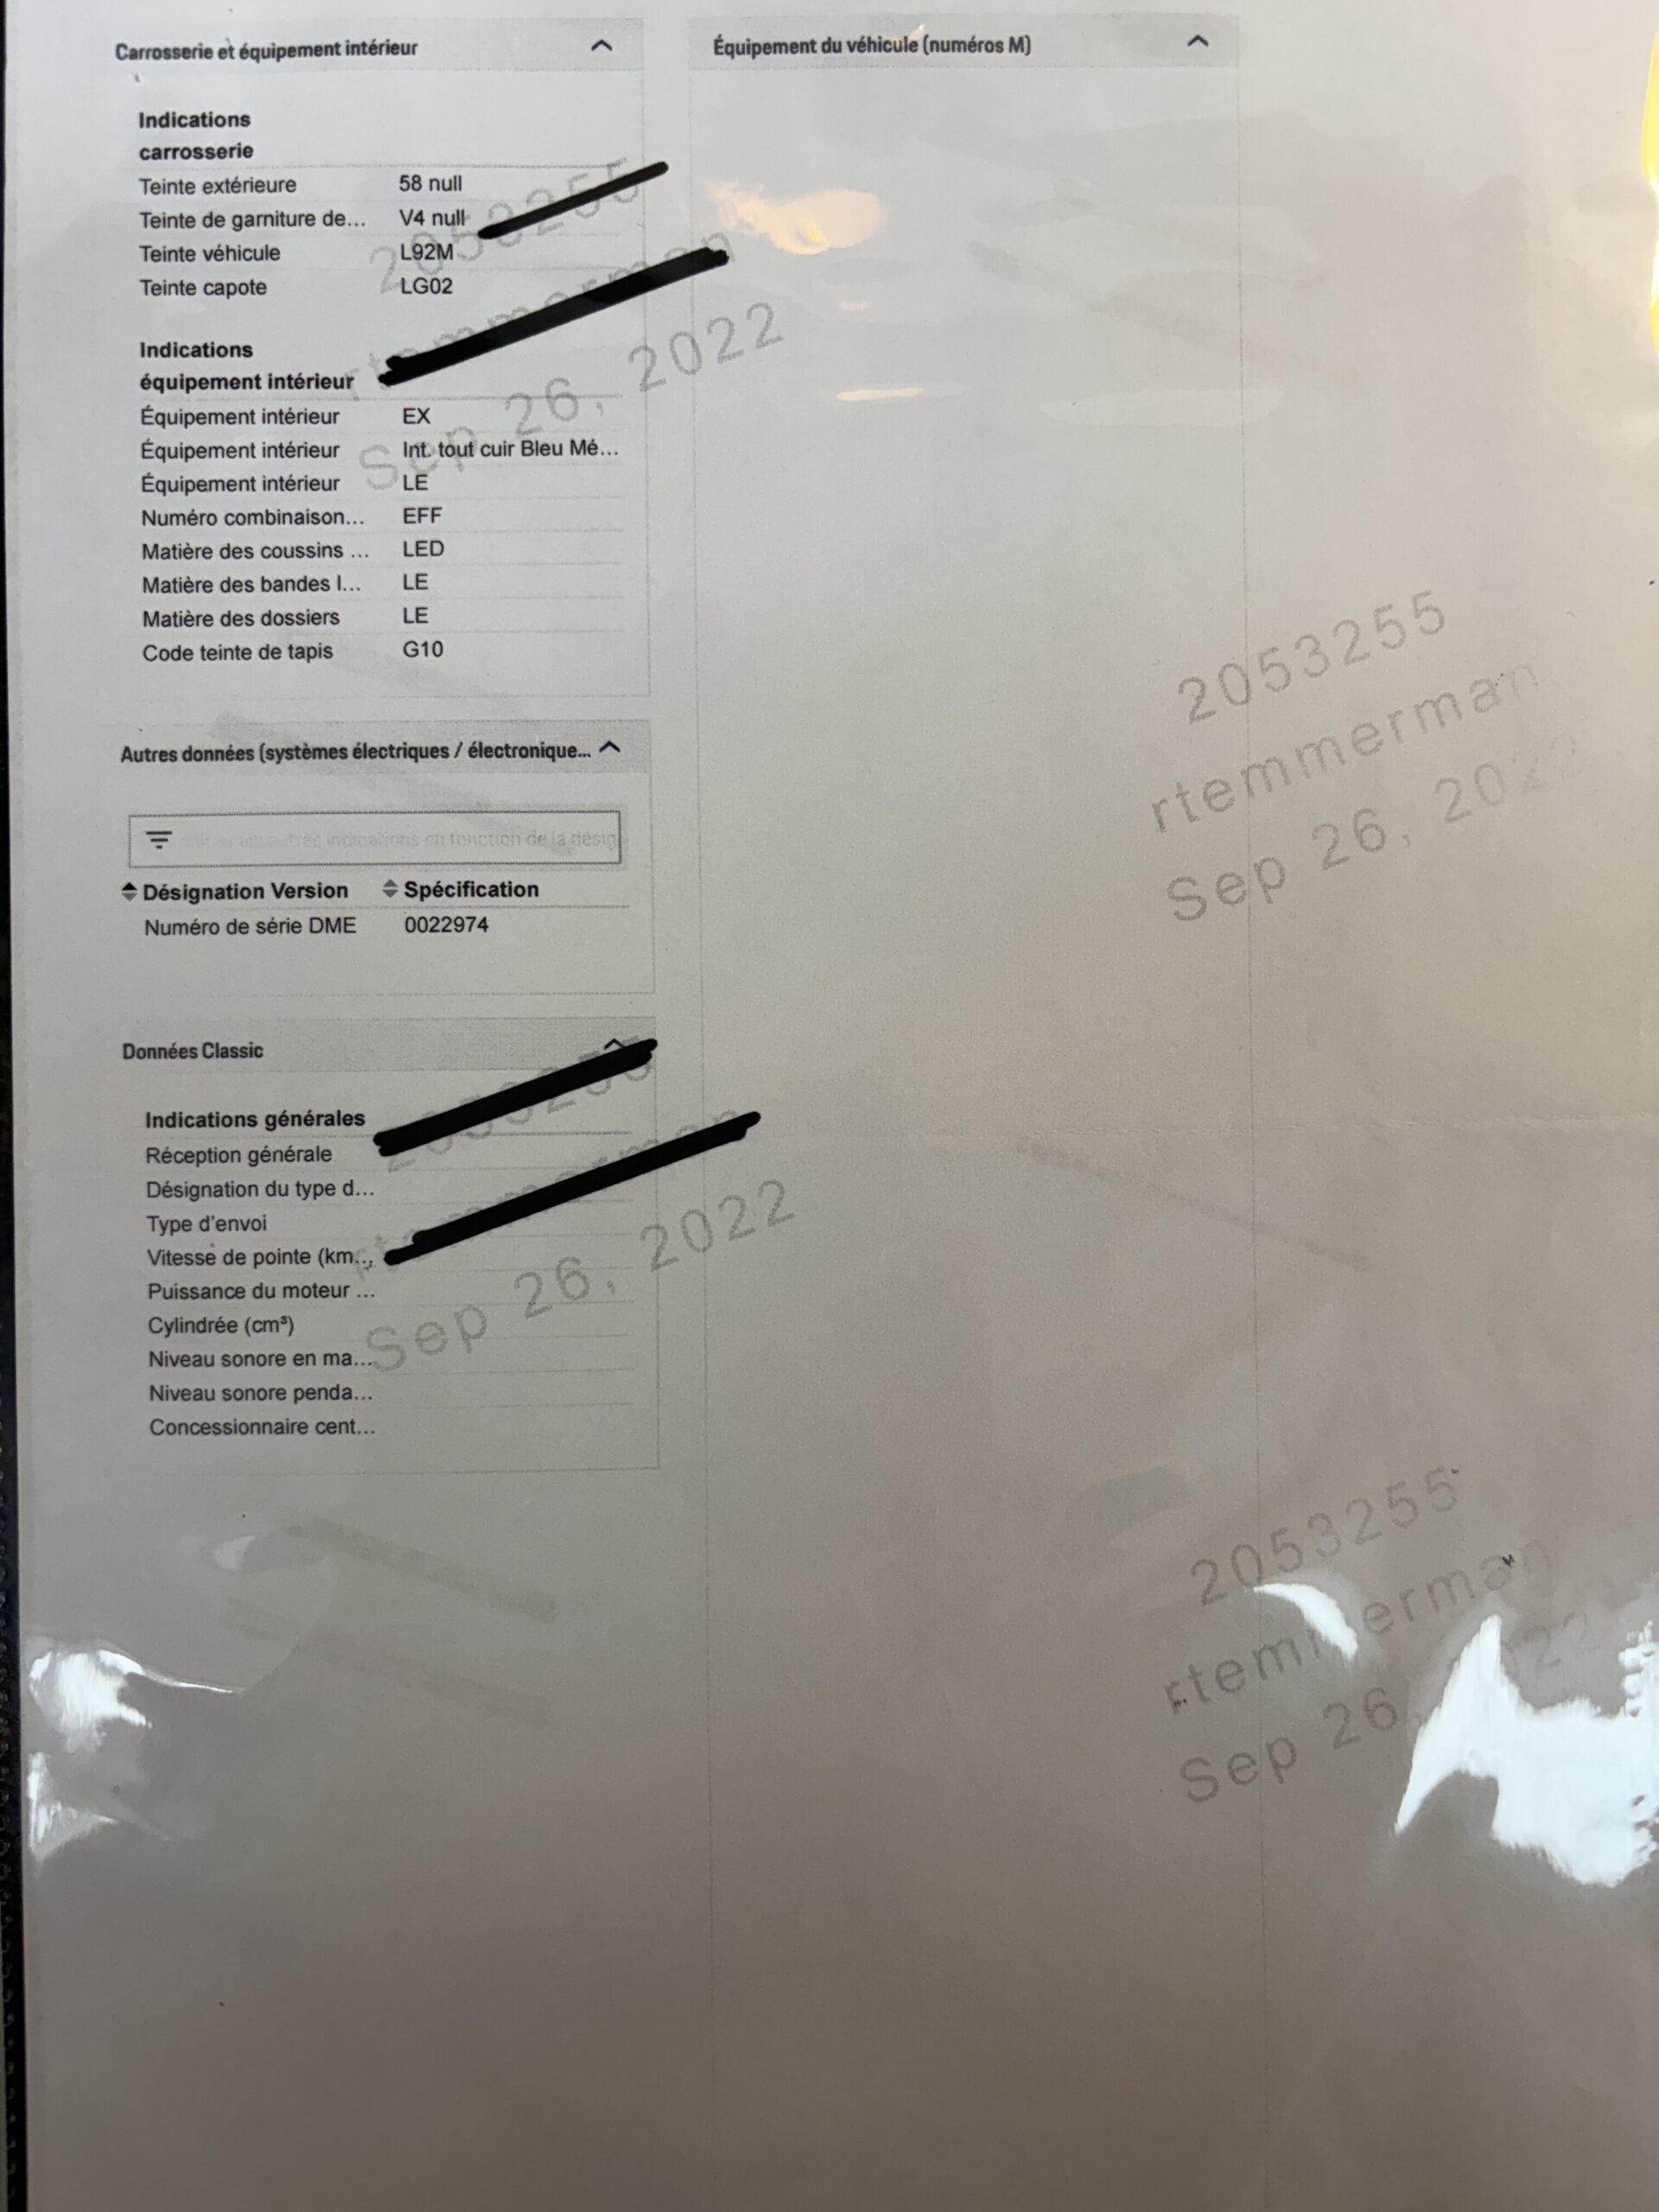 Carrosserie et équipement intérieur
Indications
carrosserie
Teinte extérieure 58 null
Teinte de garniture de... V4 null
Teinte véhicule L92M
Teinte capote LG02
Indications
équipement intérieur
Équipement intérieur EX
Équipement intérieur Int. tout cuir Bleu Mé...
Équipement intérieur LE
Numéro combinaison... EFF
Matière des coussins ... LED
Matière des bandes l... LE
Matière des dossiers LE
Code teinte de tapis G10
Sep 26, 2022
Autres données (systèmes électriques / électronique...
indications en fonction de la désig
Désignation Version Spécification
Numéro de série DME 0022974
Données Classic
Indications générales
Réception générale
Désignation du type d...
Type d'envoi
Vitesse de pointe (km...
Puissance du moteur ...
Cylindrée (cm³)
Niveau sonore en ma...
Niveau sonore penda...
Concessionnaire cent...
Sep 26, 2022
Équipement du véhicule (numéros M)
2053255
rtemmerman
Sep 26, 2022
2053255
rtemmerman
Sep 26